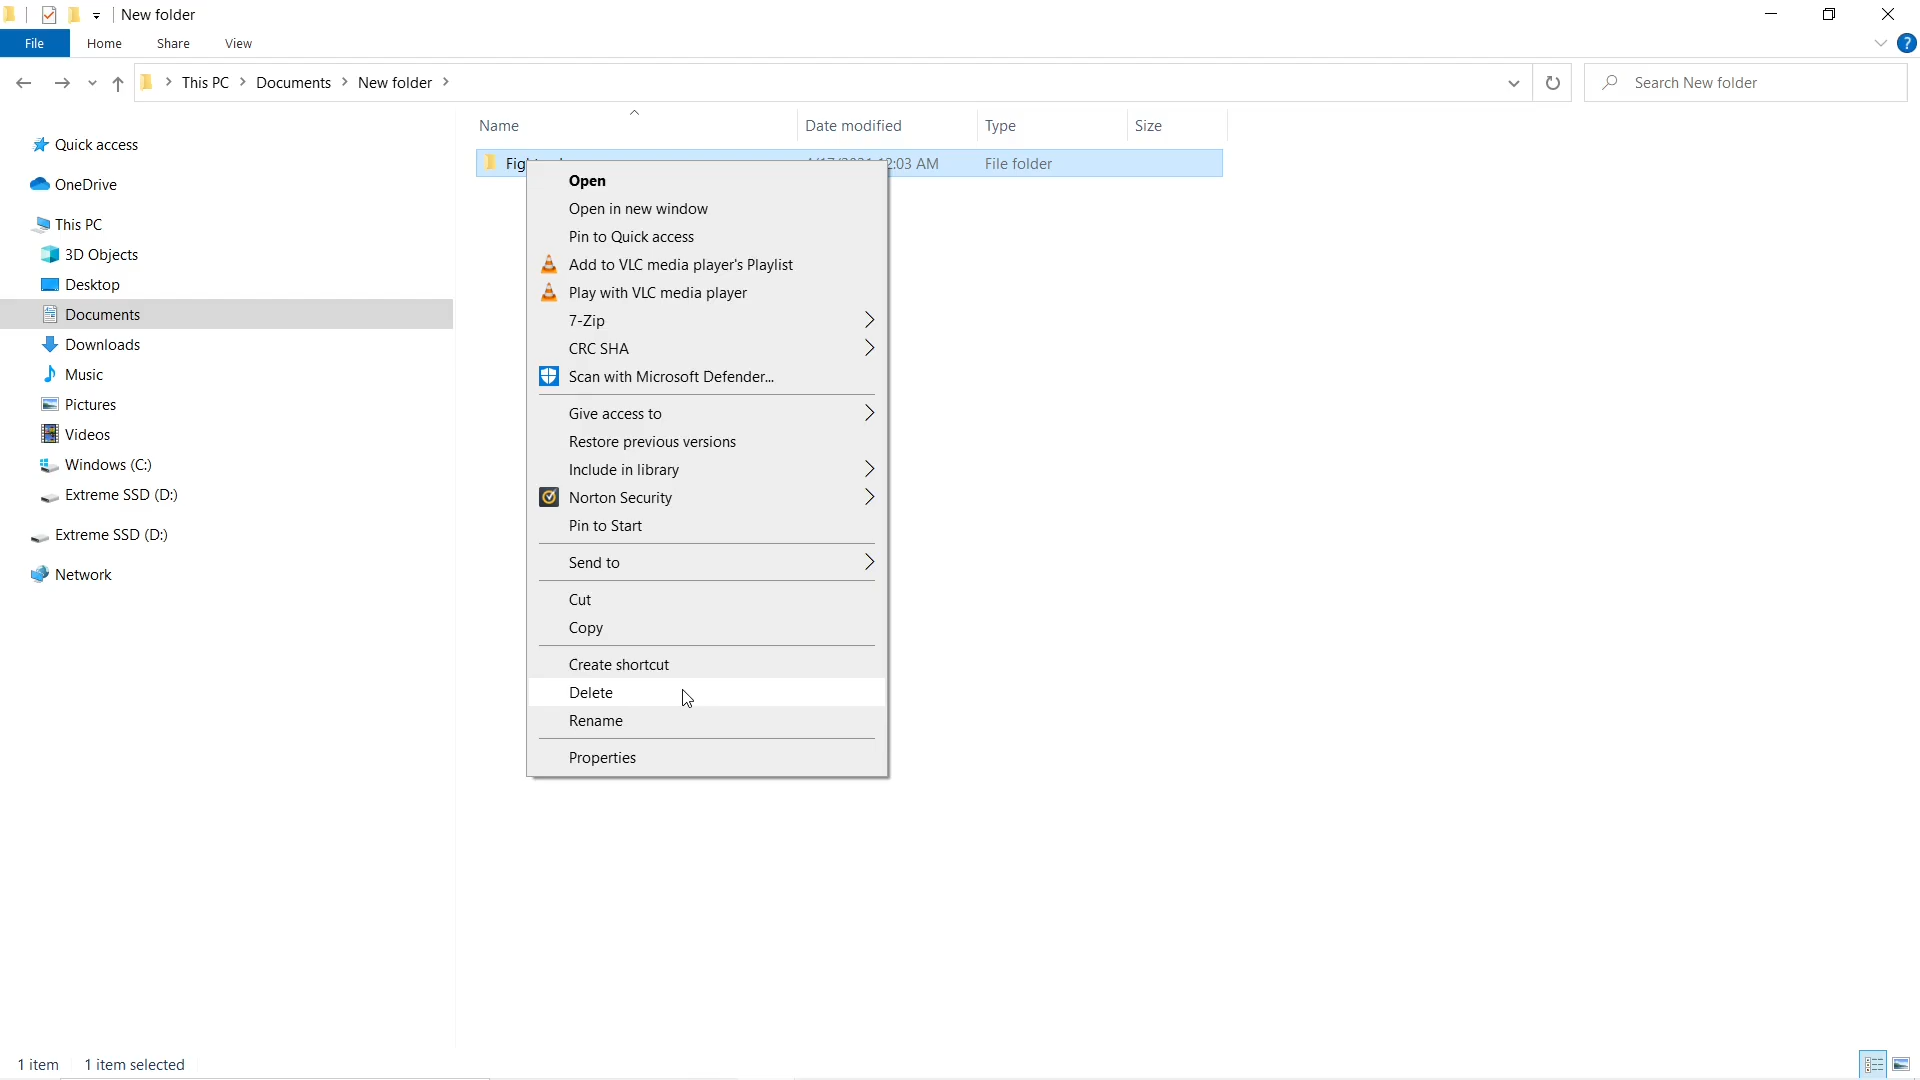 New folder
File Home Share View
This PC Documents New folder
Search New folder
Name Date modified Type Size
Quick access
OneDrive
This PC
3D Objects
Desktop
Documents
Downloads
Music
Pictures
Videos
Windows (C:)
Extreme SSD (D:)
Extreme SSD (D:)
Network
File folder
Open
Open in new window
Pin to Quick access
Add to VLC media player's Playlist
Play with VLC media player
7-Zip
CRC SHA
Scan with Microsoft Defender...
Give access to
Restore previous versions
Include in library
Norton Security
Pin to Start
Send to
Cut
Copy
Create shortcut
Delete
Rename
Properties
1 item 1 item selected